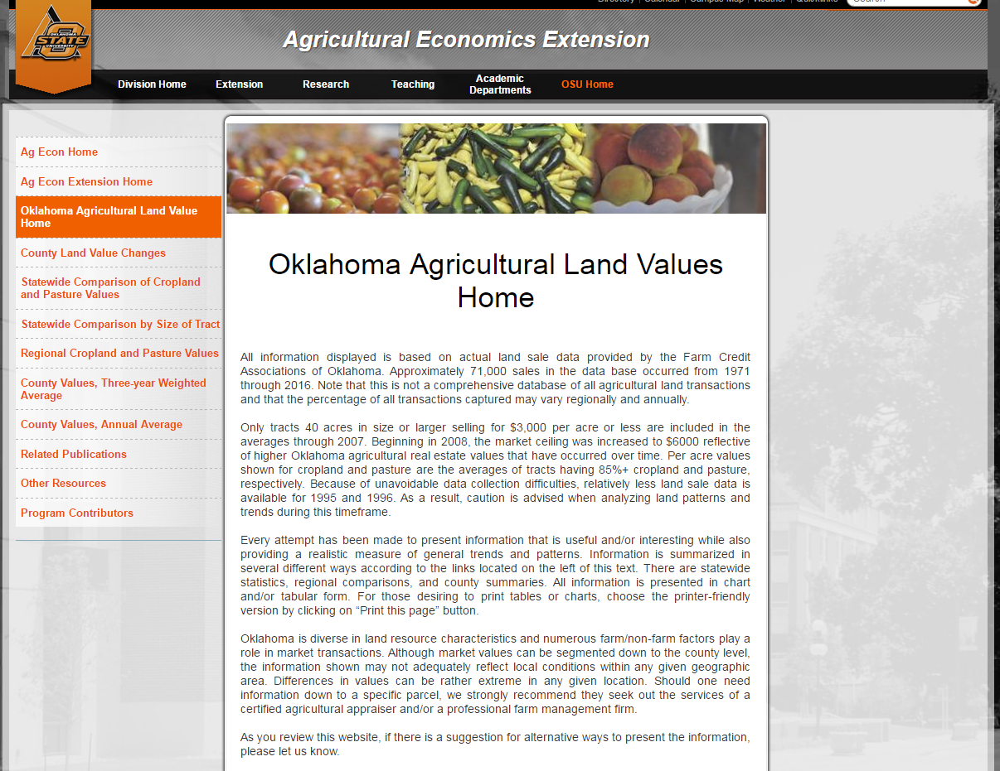 Directory | Calendar | Campus Map | Weather | Quicklinks
Search
OKLAHOMA
STATE
UNIVERSITY
Agricultural Economics Extension
Division Home
Extension
Research
Teaching
Academic
Departments
OSU Home
Ag Econ Home
Ag Econ Extension Home
Oklahoma Agricultural Land Value
Home
County Land Value Changes
Statewide Comparison of Cropland
and Pasture Values
Statewide Comparison by Size of Tract
Regional Cropland and Pasture Values
County Values, Three-year Weighted
Average
County Values, Annual Average
Related Publications
Other Resources
Program Contributors
Oklahoma Agricultural Land Values
Home
All information displayed is based on actual land sale data provided by the Farm Credit
Associations of Oklahoma. Approximately 71,000 sales in the data base occurred from 1971
through 2016. Note that this is not a comprehensive database of all agricultural land transactions
and that the percentage of all transactions captured may vary regionally and annually.
Only tracts 40 acres in size or larger selling for $3,000 per acre or less are included in the
averages through 2007. Beginning in 2008, the market ceiling was increased to $6000 reflective
of higher Oklahoma agricultural real estate values that have occurred over time. Per acre values
shown for cropland and pasture are the averages of tracts having 85%+ cropland and pasture,
respectively. Because of unavoidable data collection difficulties, relatively less land sale data is
available for 1995 and 1996. As a result, caution is advised when analyzing land patterns and
trends during this timeframe.
Every attempt has been made to present information that is useful and/or interesting while also
providing a realistic measure of general trends and patterns. Information is summarized in
several different ways according to the links located on the left of this text. There are statewide
statistics, regional comparisons, and county summaries. All information is presented in chart
and/or tabular form. For those desiring to print tables or charts, choose the printer-friendly
version by clicking on “Print this page” button.
Oklahoma is diverse in land resource characteristics and numerous farm/non-farm factors play a
role in market transactions. Although market values can be segmented down to the county level,
the information shown may not adequately reflect local conditions within any given geographic
area. Differences in values can be rather extreme in any given location. Should one need
information down to a specific parcel, we strongly recommend they seek out the services of a
certified agricultural appraiser and/or a professional farm management firm.
As you review this website, if there is a suggestion for alternative ways to present the information,
please let us know.